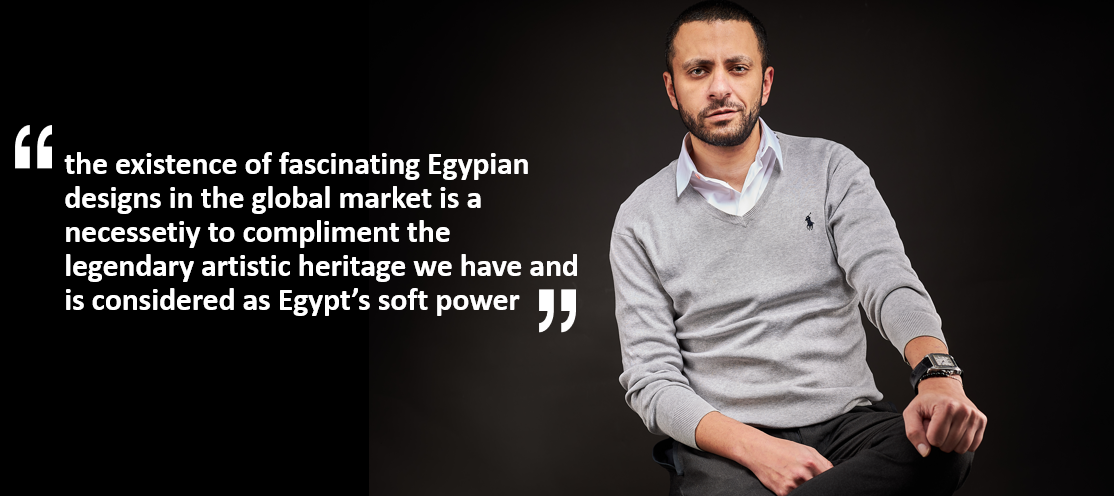 “ the existence of fascinating Egypian
designs in the global market is a
necessetiy to compliment the
legendary artistic heritage we have and
is considered as Egypt’s soft power ”